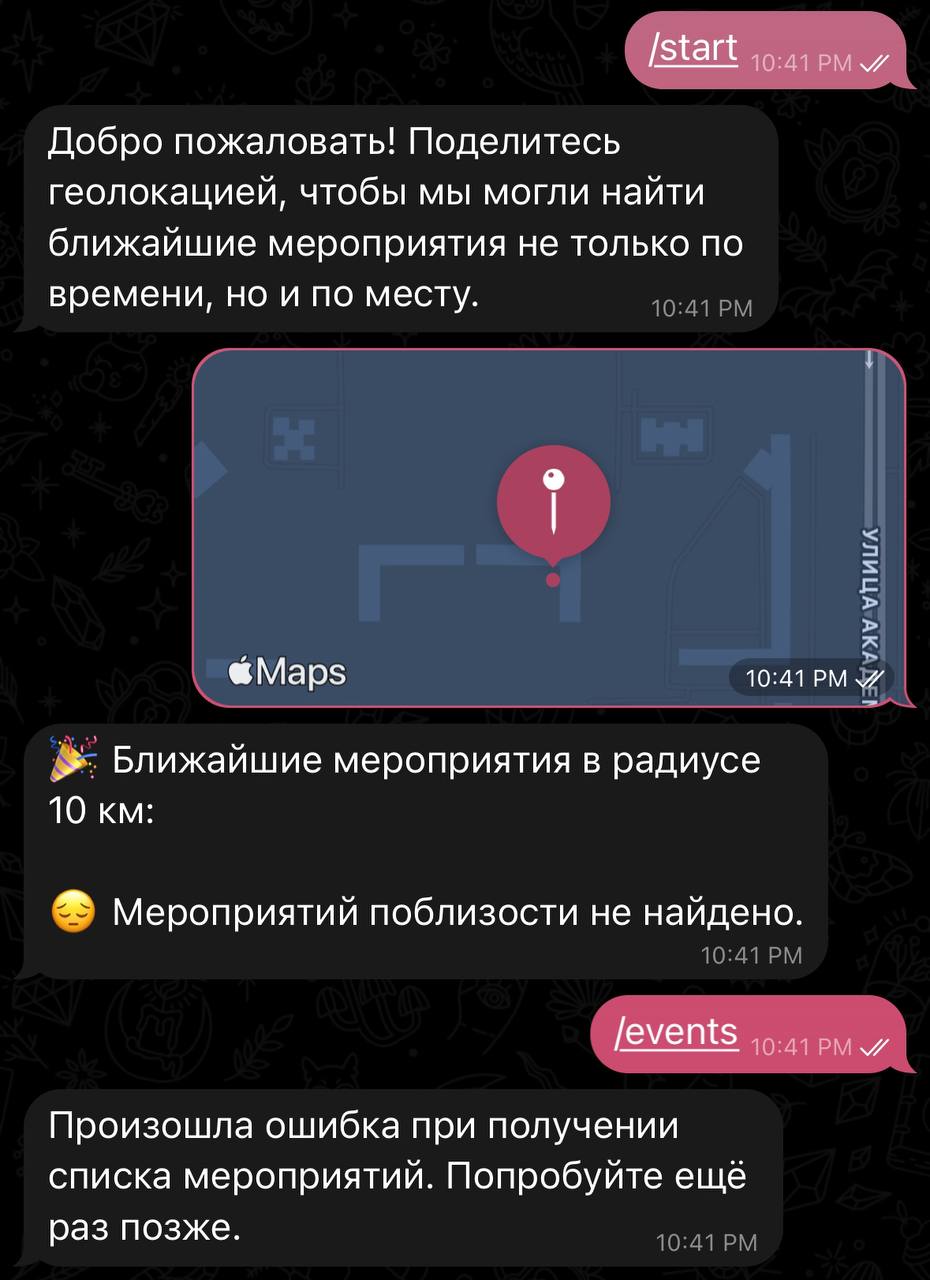 /start 10:41 PM
Добро пожаловать! Поделитесь
геолокацией, чтобы мы могли найти
ближайшие мероприятия не только по
времени, но и по месту.
10:41 PM
УЛИЦА АКАДЕМ
Maps
10:41 PM
🎉 Ближайшие мероприятия в радиусе
10 км:
😔 Мероприятий поблизости не найдено.
10:41 PM
/events 10:41 PM
Произошла ошибка при получении
списка мероприятий. Попробуйте ещё
раз позже.
10:41 PM